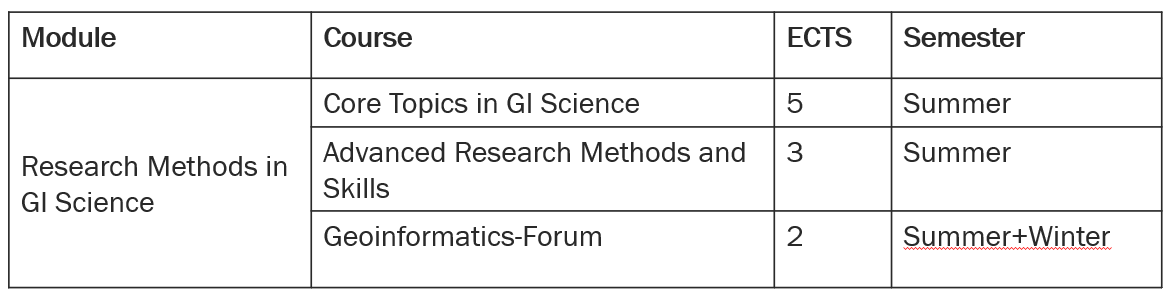 Module Course ECTS Semester
Core Topics in GI Science 5 Summer
Research Methods in
GI Science
Advanced Research Methods and
Skills
3 Summer
Geoinformatics-Forum 2 Summer+Winter